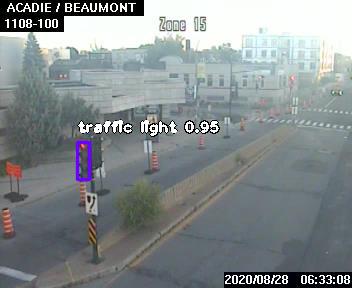 ACADIE / BEAUMONT
1108-100
Zone 15
traffic light 0.95
2020/08/28 06:33:08